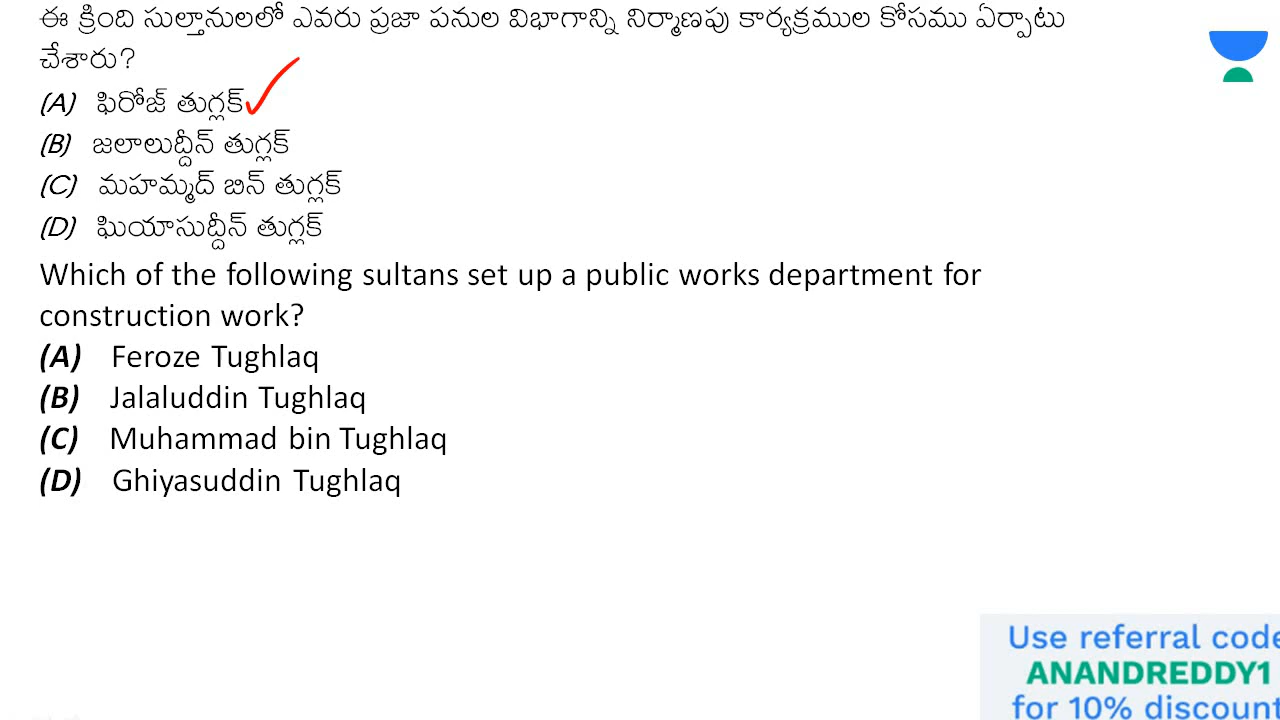 ఈ క్రింది సుల్తానులలో ఎవరు ప్రజా పనుల విభాగాన్ని నిర్మాణపు కార్యక్రముల కోసము ఏర్పాటు
చేశారు?
(A) ఫిరోజ్ తుగ్లక్
(B) జలాలుద్దీన్ తుగ్లక్
(C) మహమ్మద్ బిన్ తుగ్లక్
(D) ఘియాసుద్దీన్ తుగ్లక్
Which of the following sultans set up a public works department for
construction work?
(A) Feroze Tughlaq
(B) Jalaluddin Tughlaq
(C) Muhammad bin Tughlaq
(D) Ghiyasuddin Tughlaq
Use referral code
ANANDREDDY1
for 10% discount